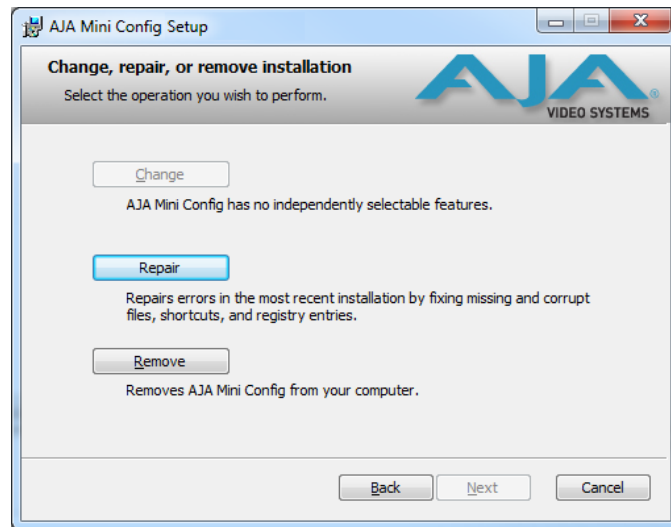 AJA Mini Config Setup
Change, repair, or remove installation
Select the operation you wish to perform.
AJA
®
VIDEO SYSTEMS
Change
AJA Mini Config has no independently selectable features.
Repair
Repairs errors in the most recent installation by fixing missing and corrupt
files, shortcuts, and registry entries.
Remove
Removes AJA Mini Config from your computer.
Back
Next
Cancel